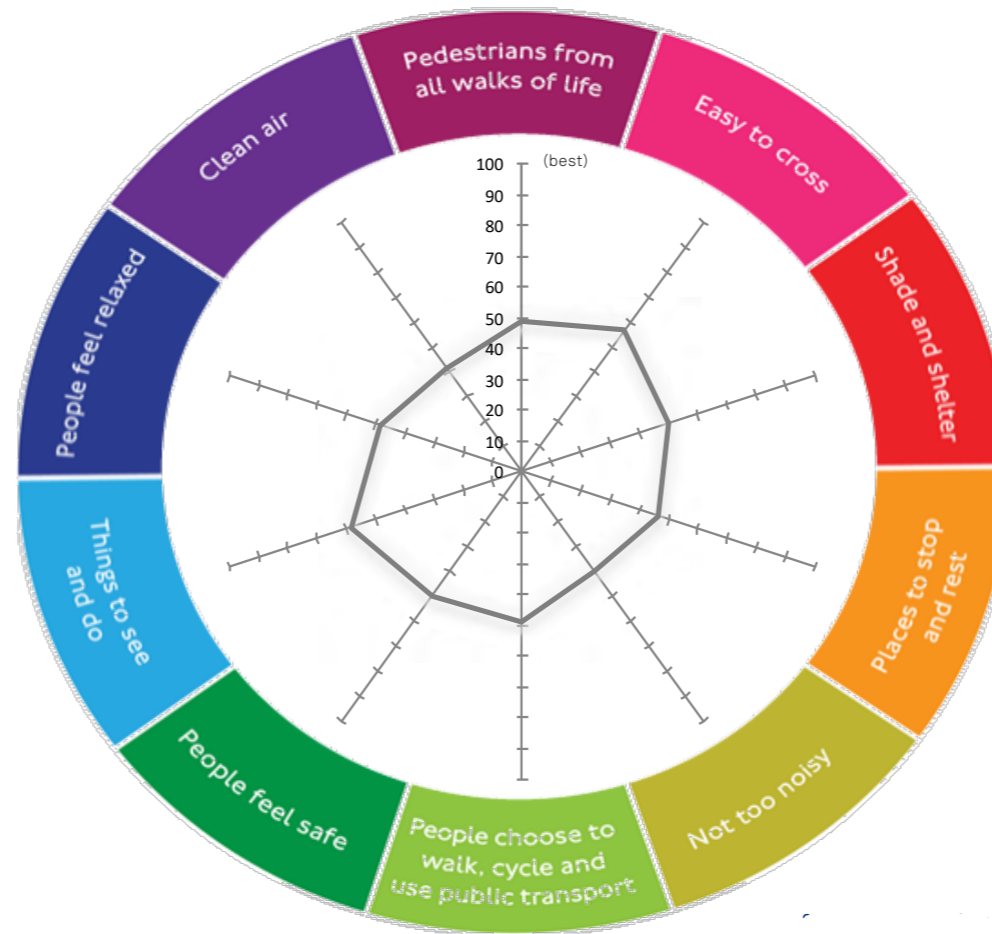 Pedestrians from
all walks of life
Easy to cross
Shade and shelter
Places to stop
and rest
Not too noisy
People choose to
walk, cycle and
use public transport
People feel safe
Things to see
and do
People feel relaxed
Clean air
100
(best)
90
80
70
60
50
40
30
20
10
0